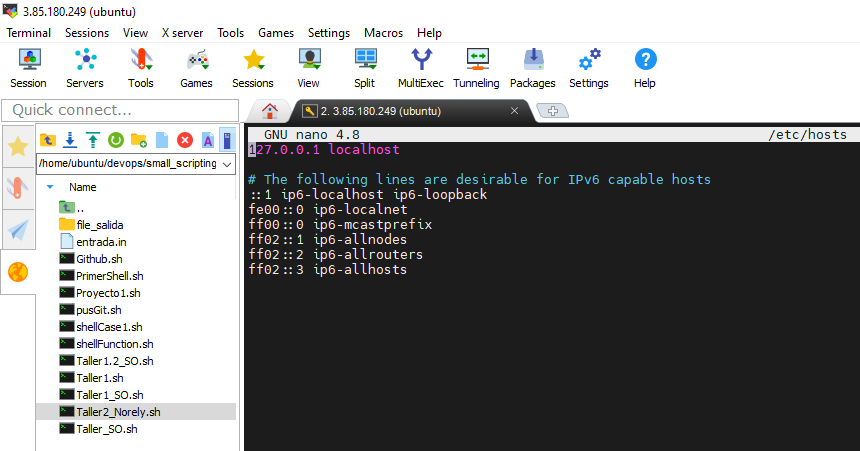 3.85.180.249 (ubuntu)
Terminal Sessions View X server Tools Games Settings Macros Help
Session Servers Tools Games Sessions View Split MultiExec Tunneling Packages Settings Help
Quick connect...
2. 3.85.180.249 (ubuntu)
/home/ubuntu/devops/small_scripting
Name
..
file_salida
entrada.in
Github.sh
PrimerShell.sh
Proyecto1.sh
pusGit.sh
shellCase1.sh
shellFunction.sh
Taller1.2_SO.sh
Taller1.sh
Taller1_SO.sh
Taller2_Norely.sh
Taller_SO.sh
GNU nano 4.8 /etc/hosts
127.0.0.1 localhost
# The following lines are desirable for IPv6 capable hosts
::1 ip6-localhost ip6-loopback
fe00::0 ip6-localnet
ff00::0 ip6-mcastprefix
ff02::1 ip6-allnodes
ff02::2 ip6-allrouters
ff02::3 ip6-allhosts